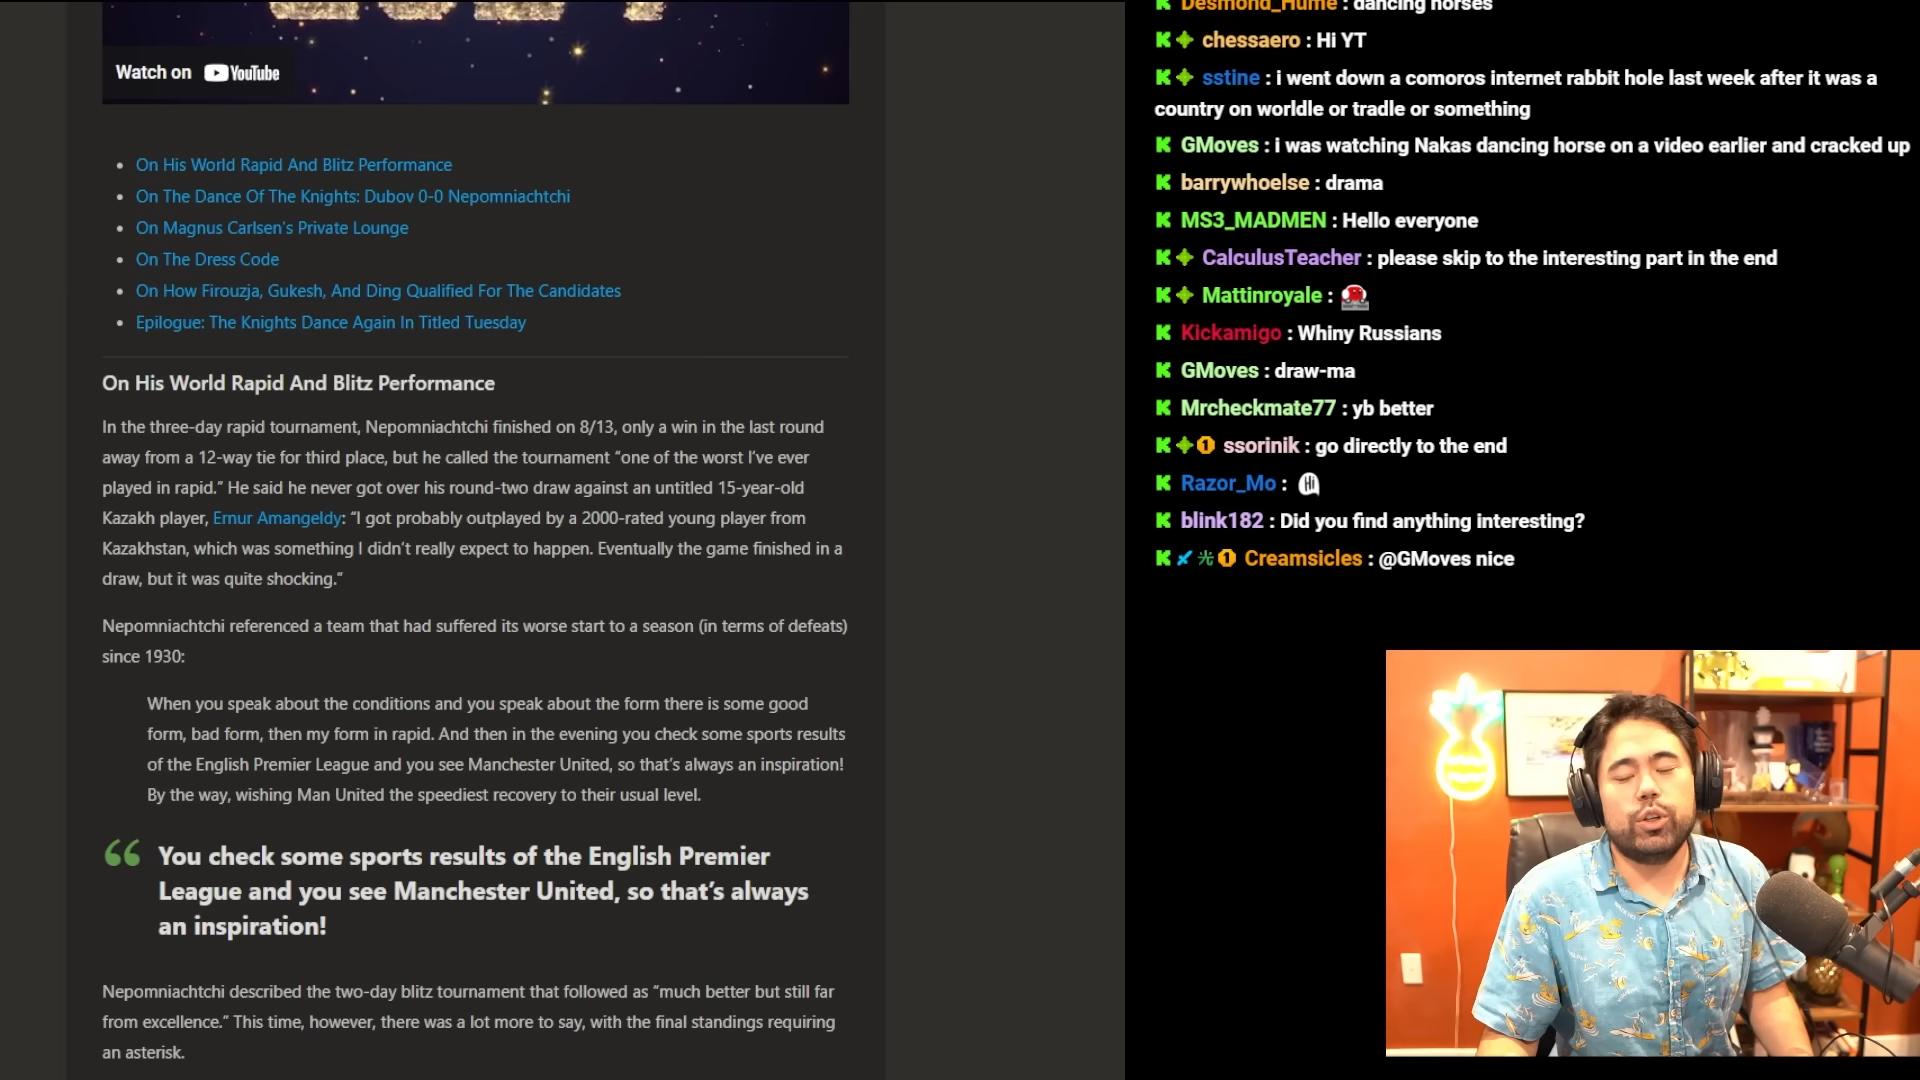 Watch on YouTube
On His World Rapid And Blitz Performance
On The Dance Of The Knights: Dubov 0-0 Nepomniachtchi
On Magnus Carlsen's Private Lounge
On The Dress Code
On How Firouzja, Gukesh, And Ding Qualified For The Candidates
Epilogue: The Knights Dance Again In Titled Tuesday
On His World Rapid And Blitz Performance
In the three-day rapid tournament, Nepomniachtchi finished on 8/13, only a win in the last round
away from a 12-way tie for third place, but he called the tournament “one of the worst I’ve ever
played in rapid.” He said he never got over his round-two draw against an untitled 15-year-old
Kazakh player, Ernur Amangeldy: “I got probably outplayed by a 2000-rated young player from
Kazakhstan, which was something I didn’t really expect to happen. Eventually the game finished in a
draw, but it was quite shocking.”
Nepomniachtchi referenced a team that had suffered its worse start to a season (in terms of defeats)
since 1930:
When you speak about the conditions and you speak about the form there is some good
form, bad form, then my form in rapid. And then in the evening you check some sports results
of the English Premier League and you see Manchester United, so that’s always an inspiration!
By the way, wishing Man United the speediest recovery to their usual level.
“ You check some sports results of the English Premier
League and you see Manchester United, so that’s always
an inspiration!
Nepomniachtchi described the two-day blitz tournament that followed as “much better but still far
from excellence.” This time, however, there was a lot more to say, with the final standings requiring
an asterisk.
Desmond_Hume : dancing horses
chessaero : Hi YT
sstine : i went down a comoros internet rabbit hole last week after it was a
country on worldle or tradle or something
GMoves : i was watching Nakas dancing horse on a video earlier and cracked up
barrywhoelse : drama
MS3_MADMEN : Hello everyone
CalculusTeacher : please skip to the interesting part in the end
Mattinroyale :
Kickamigo : Whiny Russians
GMoves : draw-ma
Mrcheckmate77 : yb better
1 ssorinik : go directly to the end
Razor_Mo : Hi
blink182 : Did you find anything interesting?
光 1 Creamsicles : @GMoves nice